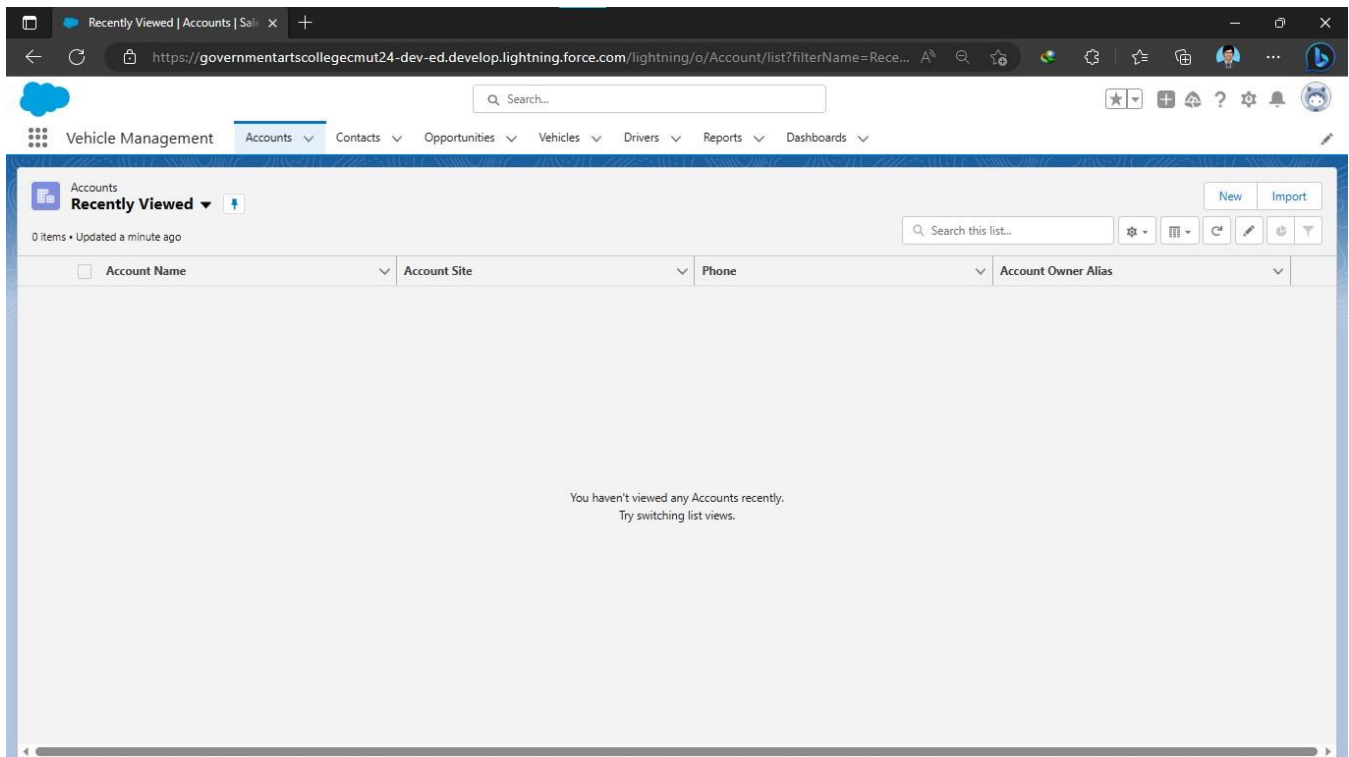 Recently Viewed | Accounts | Sale
https://governmentartscollegecmut24-dev-ed.develop.lightning.force.com/lightning/o/Account/list?filterName=Rece...
Search...
Vehicle Management Accounts Contacts Opportunities Vehicles Drivers Reports Dashboards
Accounts
Recently Viewed
New Import
0 items • Updated a minute ago
Search this list...
Account Name Account Site Phone Account Owner Alias
You haven't viewed any Accounts recently.
Try switching list views.